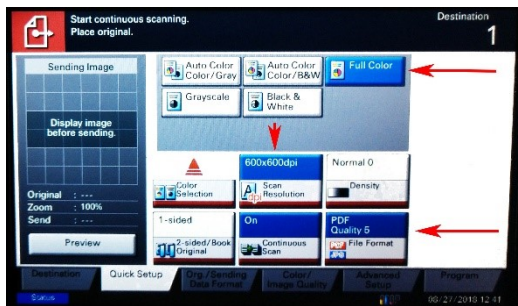 Start continuous scanning.
Place original.
Destination
1
Sending Image
Display image
before sending.
Original : ---
Zoom : 100%
Send : ---
Preview
Auto Color
Color/Gray
Auto Color
Color/B&W
Full Color
Grayscale
Black &
White
Color
Selection
600x600dpi
dpi
Scan
Resolution
Normal 0
Density
1-sided
2-sided/Book
Original
On
Continuous
Scan
PDF
Quality 5
File Format
Destination
Quick Setup
Org./Sending
Data Format
Color/
Image Quality
Advanced
Setup
Program
Status
08/27/2018 12:41